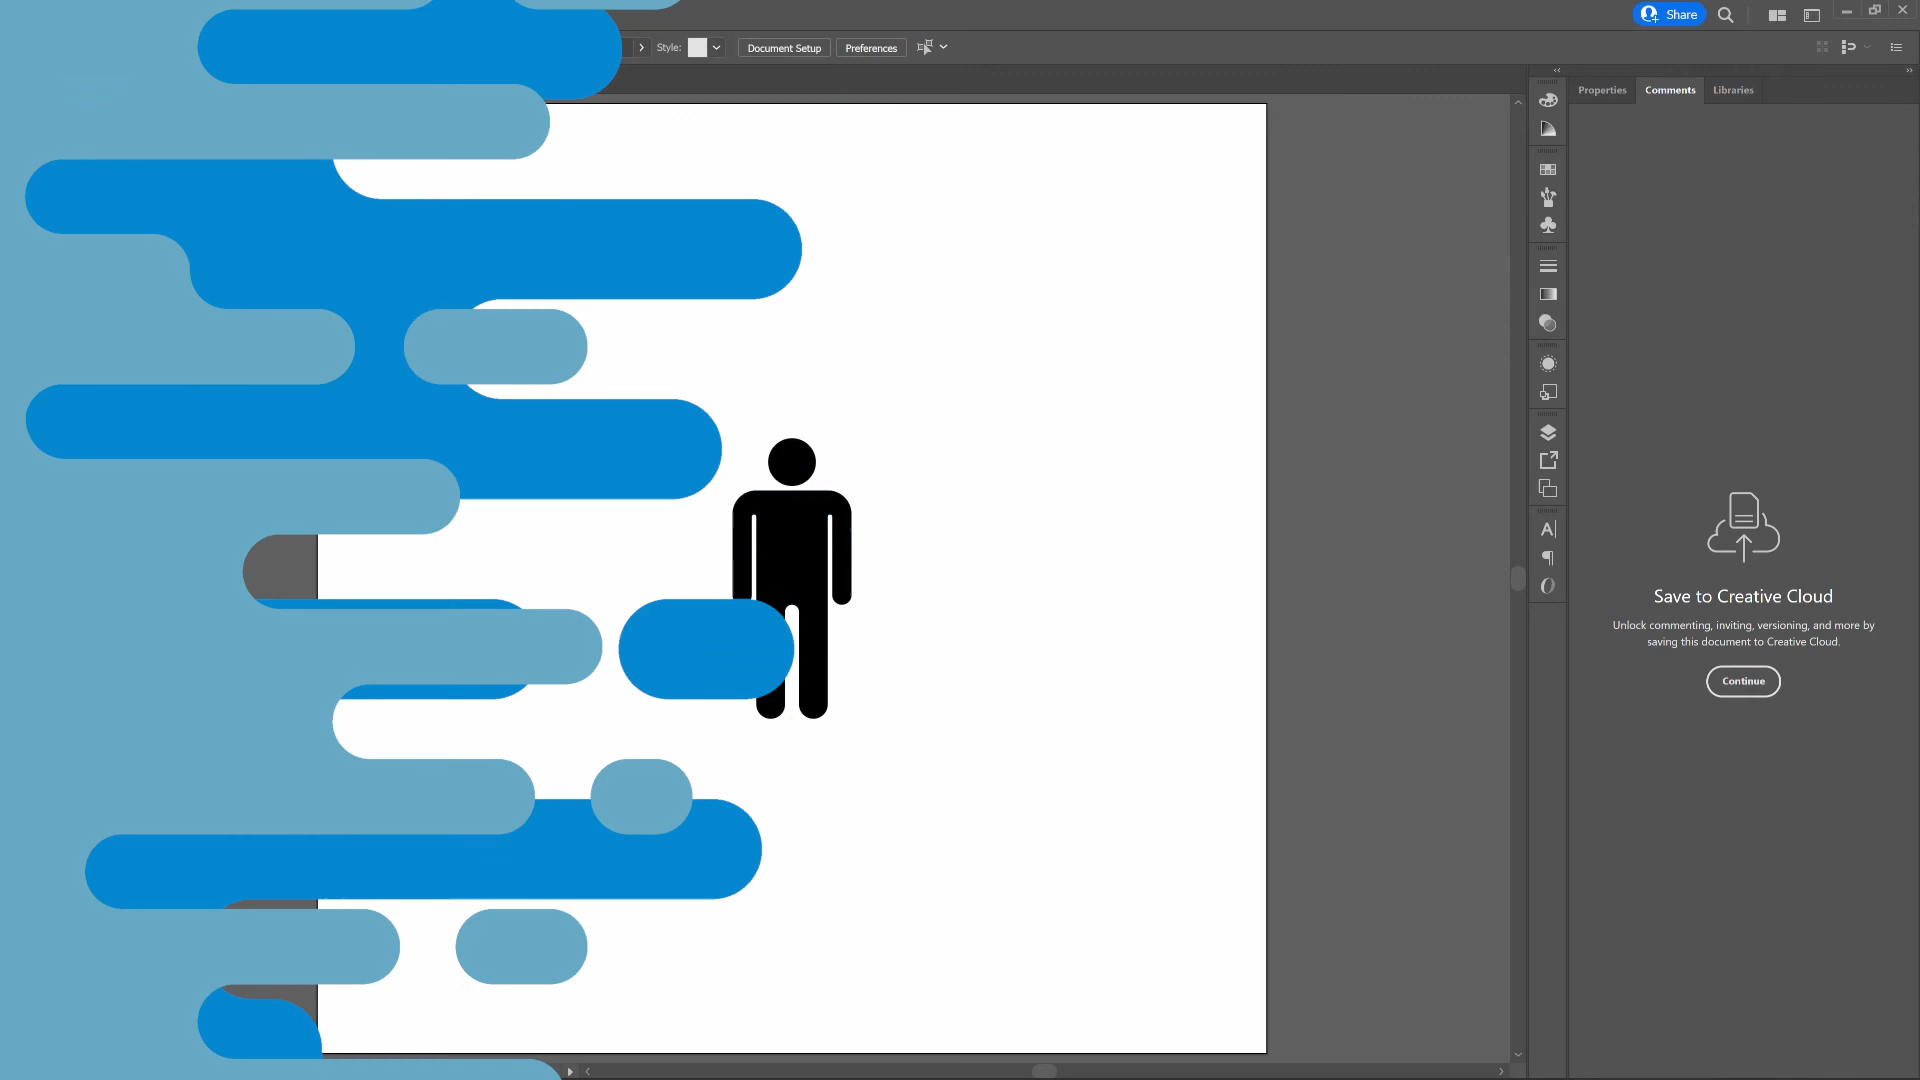 Share
Style:
Document Setup
Preferences
Properties
Comments
Libraries
Save to Creative Cloud
Unlock commenting, inviting, versioning, and more by
saving this document to Creative Cloud.
Continue